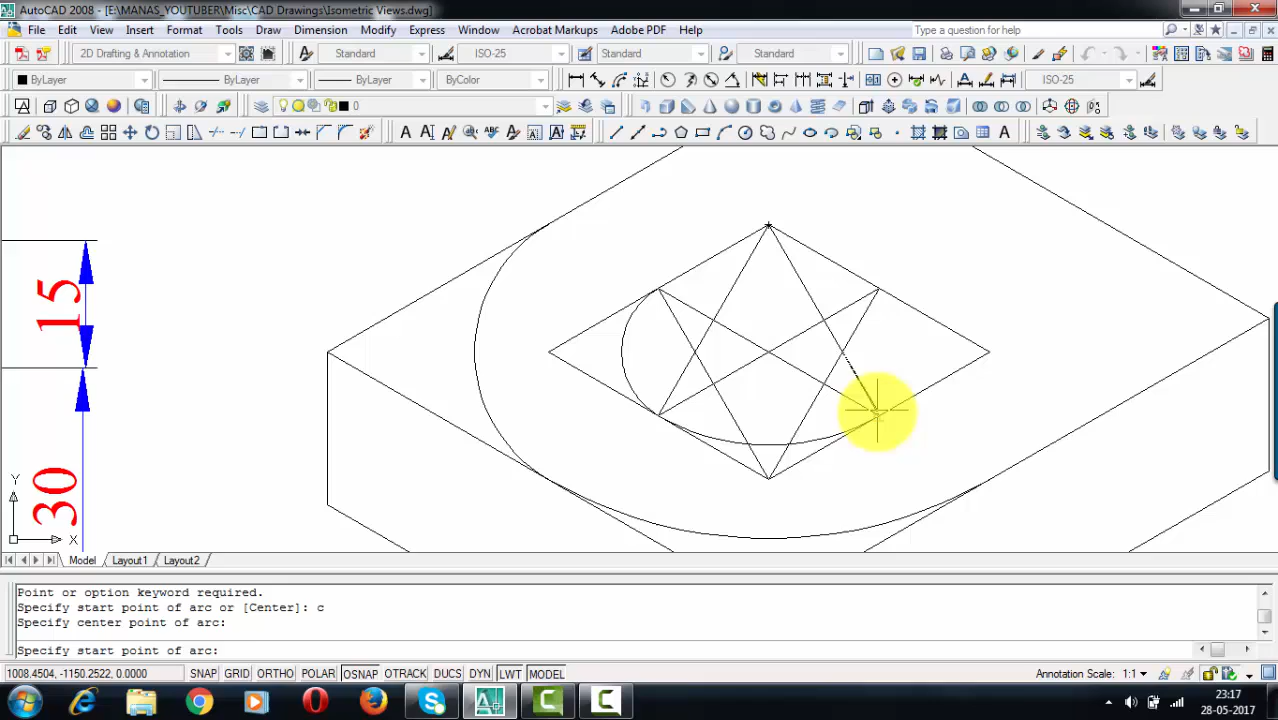 AutoCAD 2008 - [E:\MANAS_YOUTUBER\Misc\CAD Drawings\Isometric Views.dwg]
File Edit View Insert Format Tools Draw Dimension Modify Express Window Acrobat Markups Adobe PDF Help
Type a question for help
2D Drafting & Annotation Standard ISO-25 Standard Standard
ByLayer ByLayer ByLayer ByColor ISO-25
0
15
30
Y
X
Model Layout1 Layout2
Point or option keyword required.
Specify start point of arc or [Center]: c
Specify center point of arc:
Specify start point of arc:
1008.4504, -1150.2522, 0.0000 SNAP GRID ORTHO POLAR OSNAP OTRACK DUCS DYN LWT MODEL Annotation Scale: 1:1
23:17
28-05-2017